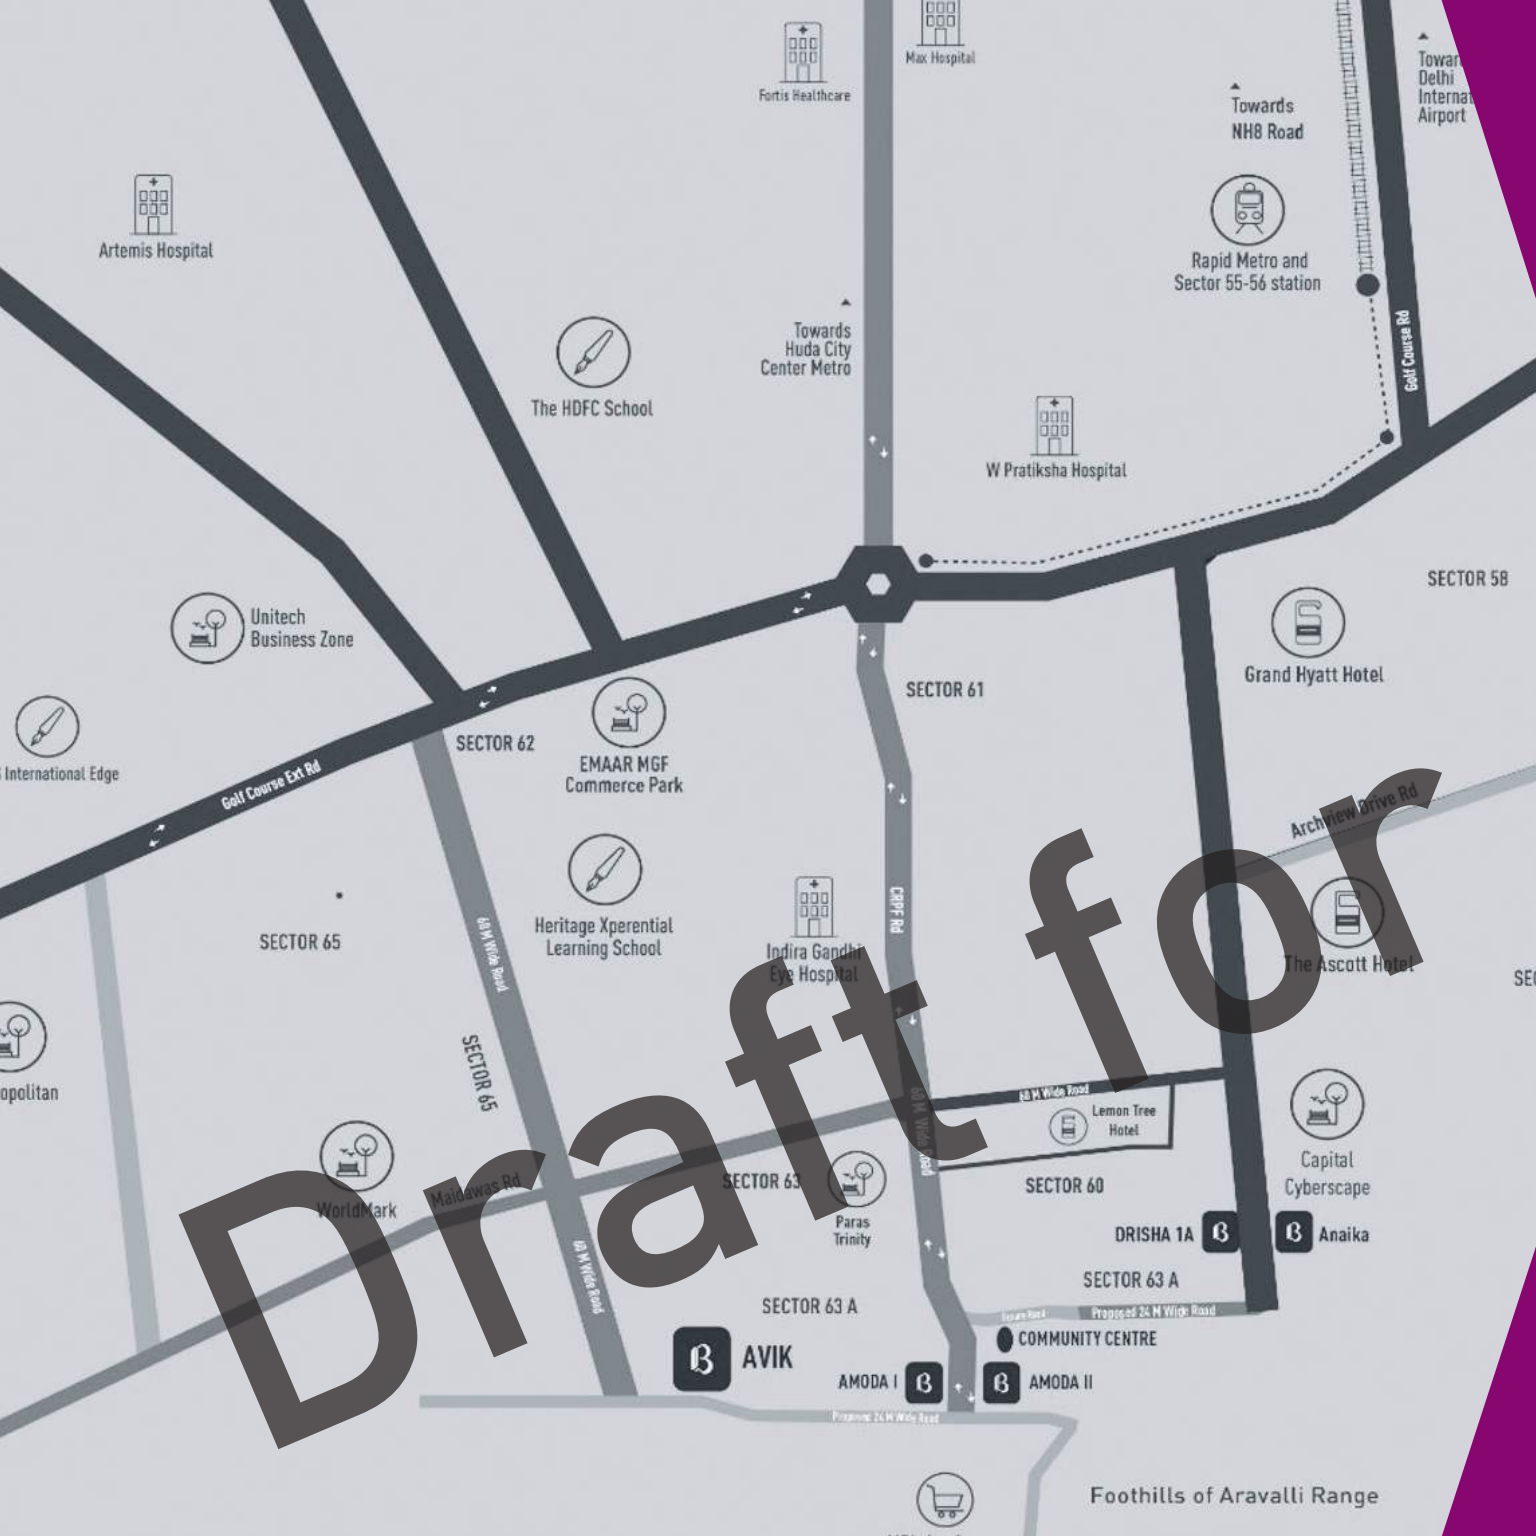 Max Hospital
Fortis Healthcare
Towards
NH8 Road
Delhi
Airport
Artemis Hospital
Rapid Metro and
Sector 55-56 station
Golf Course Rd
Towards
Huda City
Center Metro
The HDFC School
W Pratiksha Hospital
SECTOR 58
Unitech
Business Zone
Grand Hyatt Hotel
SECTOR 61
SECTOR 62
EMAAR MGF
Commerce Park
International Edge
Golf Course Ext Rd
Archview Drive Rd
CRPF Rd
SECTOR 65
60 M Wide Road
Heritage Xperential
Learning School
Indira Gandhi
Eye Hospital
The Ascott Hotel
SECTOR 65
60 M Wide Road
Lemon Tree
Hotel
60 M Wide Road
Capital
Cyberscape
SECTOR 63
SECTOR 60
Maidawas Rd
WorldMark
Paras
Trinity
DRISHA 1A
Anaika
60 M Wide Road
SECTOR 63 A
SECTOR 63 A
Proposed 24 M Wide Road
COMMUNITY CENTRE
AVIK
AMODA I
AMODA II
Proposed 24 M Wide Road
Foothills of Aravalli Range
Draft for